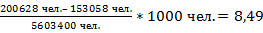 200628 чел.−153058 чел.
5603400 чел. * 1000 чел. = 8,49